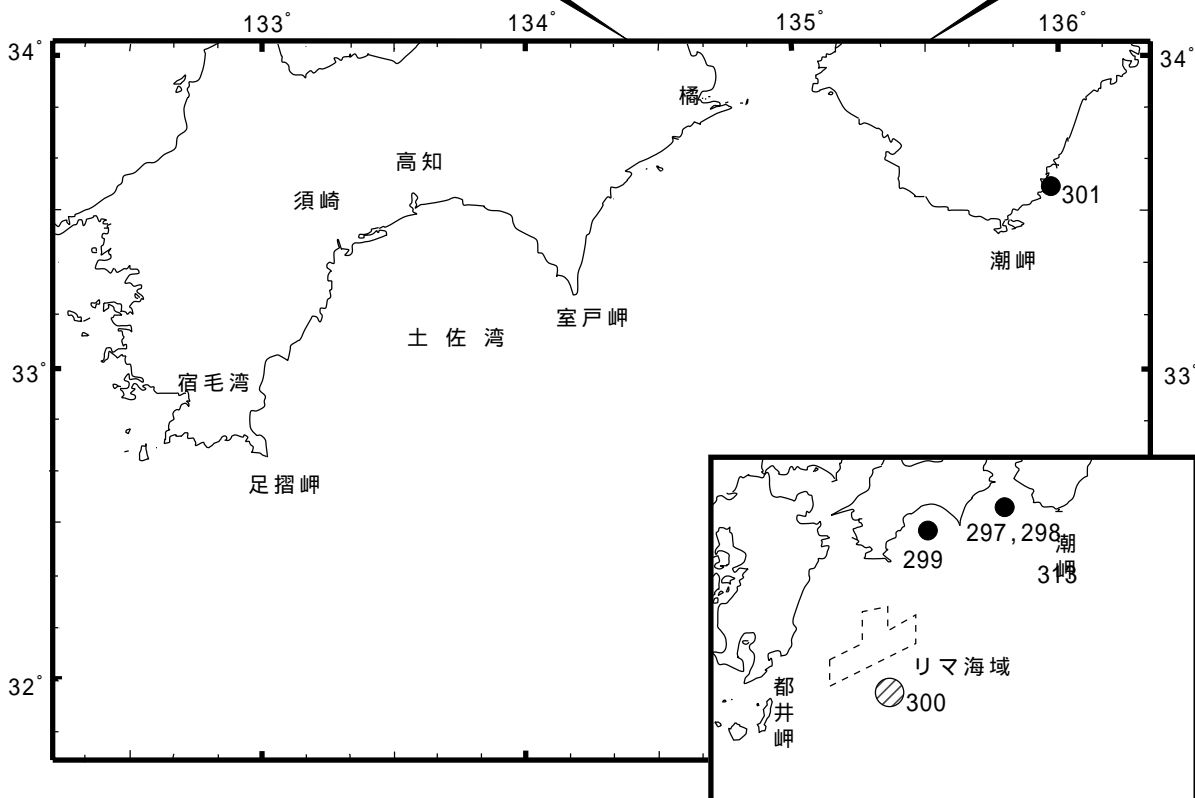 133°
134°
135°
136°
34°
34°
橘
高知
須崎
301
潮岬
室戸岬
土佐湾
33°
33°
宿毛湾
足摺岬
297,298
299
潮岬
313
リマ海域
32°
都井岬
300